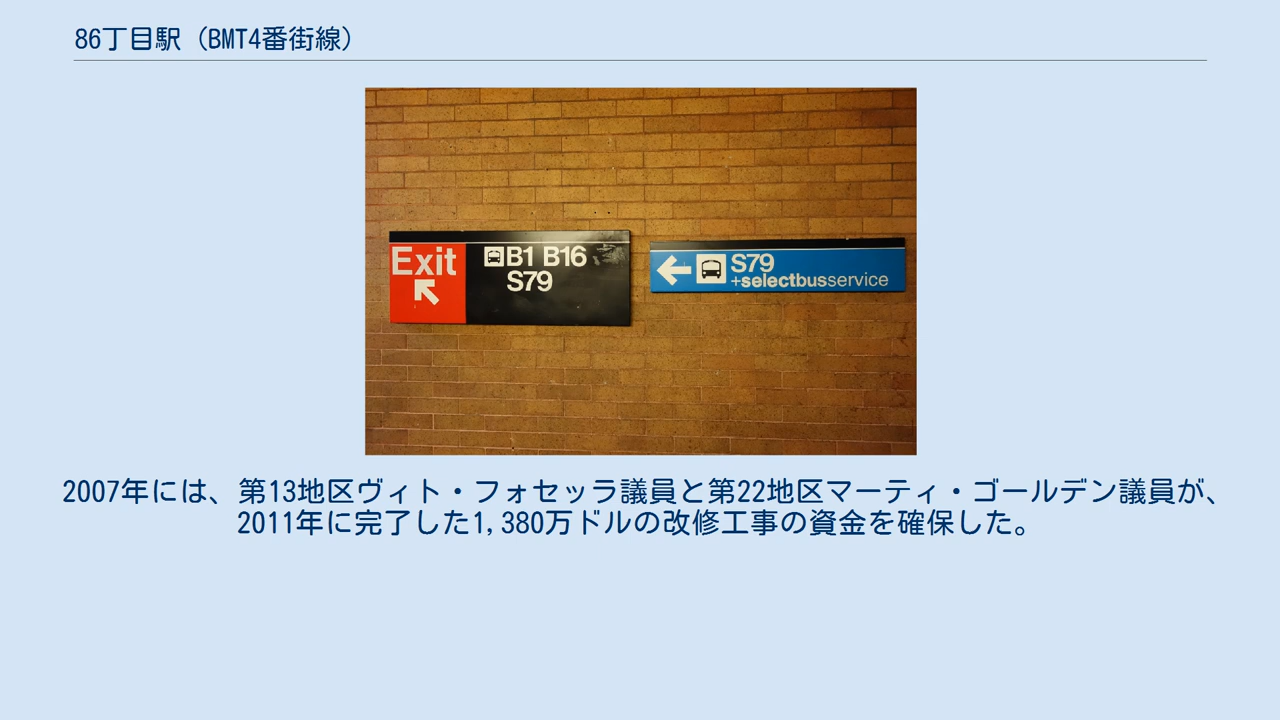 86丁目駅（BMT4番街線）
Exit
B1 B16
S79
S79
+selectbusservice
2007年には、第13地区ヴィト・フォセッラ議員と第22地区マーティ・ゴールデン議員が、
2011年に完了した1,380万ドルの改修工事の資金を確保した。